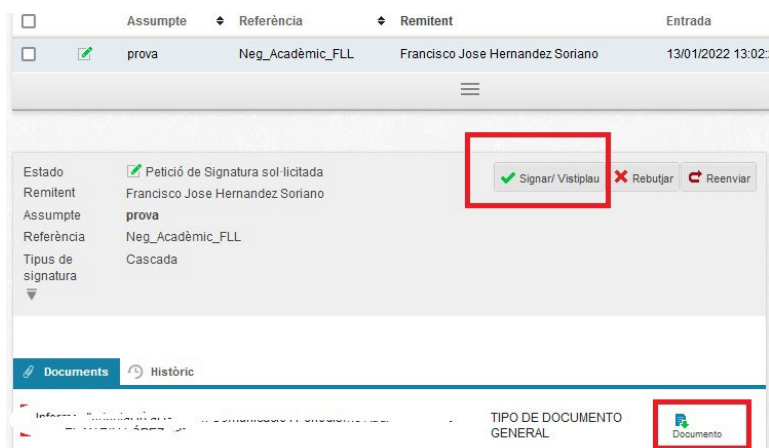 Assumpte Referència Remitent Entrada
prova Neg_Acadèmic_FLL Francisco Jose Hernandez Soriano 13/01/2022 13:02:
Estado Petició de Signatura sol·licitada Signar/ Vistiplau Rebutjar Reenviar
Remitent Francisco Jose Hernandez Soriano
Assumpte prova
Referència Neg_Acadèmic_FLL
Tipus de Cascada
signatura
Documents Històric
TIPO DE DOCUMENTO
GENERAL
Documento